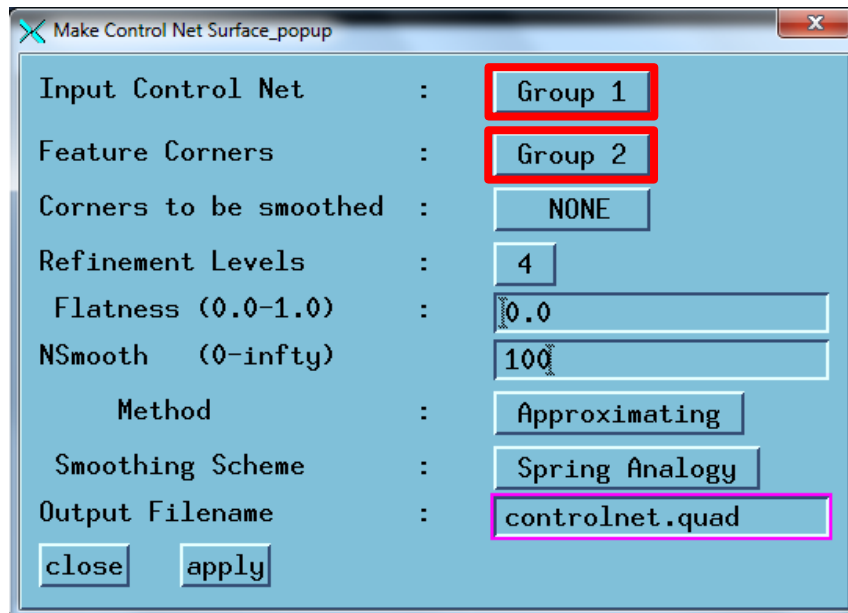 Make Control Net Surface_popup
Input Control Net : Group 1
Feature Corners : Group 2
Corners to be smoothed : NONE
Refinement Levels : 4
Flatness (0.0-1.0) : 0.0
NSmooth (0-infty) 100
Method : Approximating
Smoothing Scheme : Spring Analogy
Output Filename : controlnet.quad
close apply